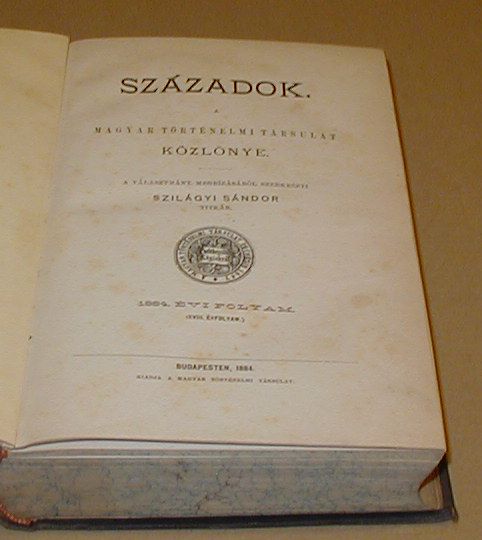 SZÁZADOK.
A
MAGYAR TÖRTÉNELMI TÁRSULAT
KÖZLÖNYE.
A VÁLASZTMÁNY MEGBIZÁSÁBÓL SZERKESZTI
SZILÁGYI SÁNDOR
TITKÁR.
1884. ÉVI FOLYAM.
(XVIII. ÉVFOLYAM.)
BUDAPESTEN, 1884.
KIADJA A MAGYAR TÖRTÉNELMI TÁRSULAT.